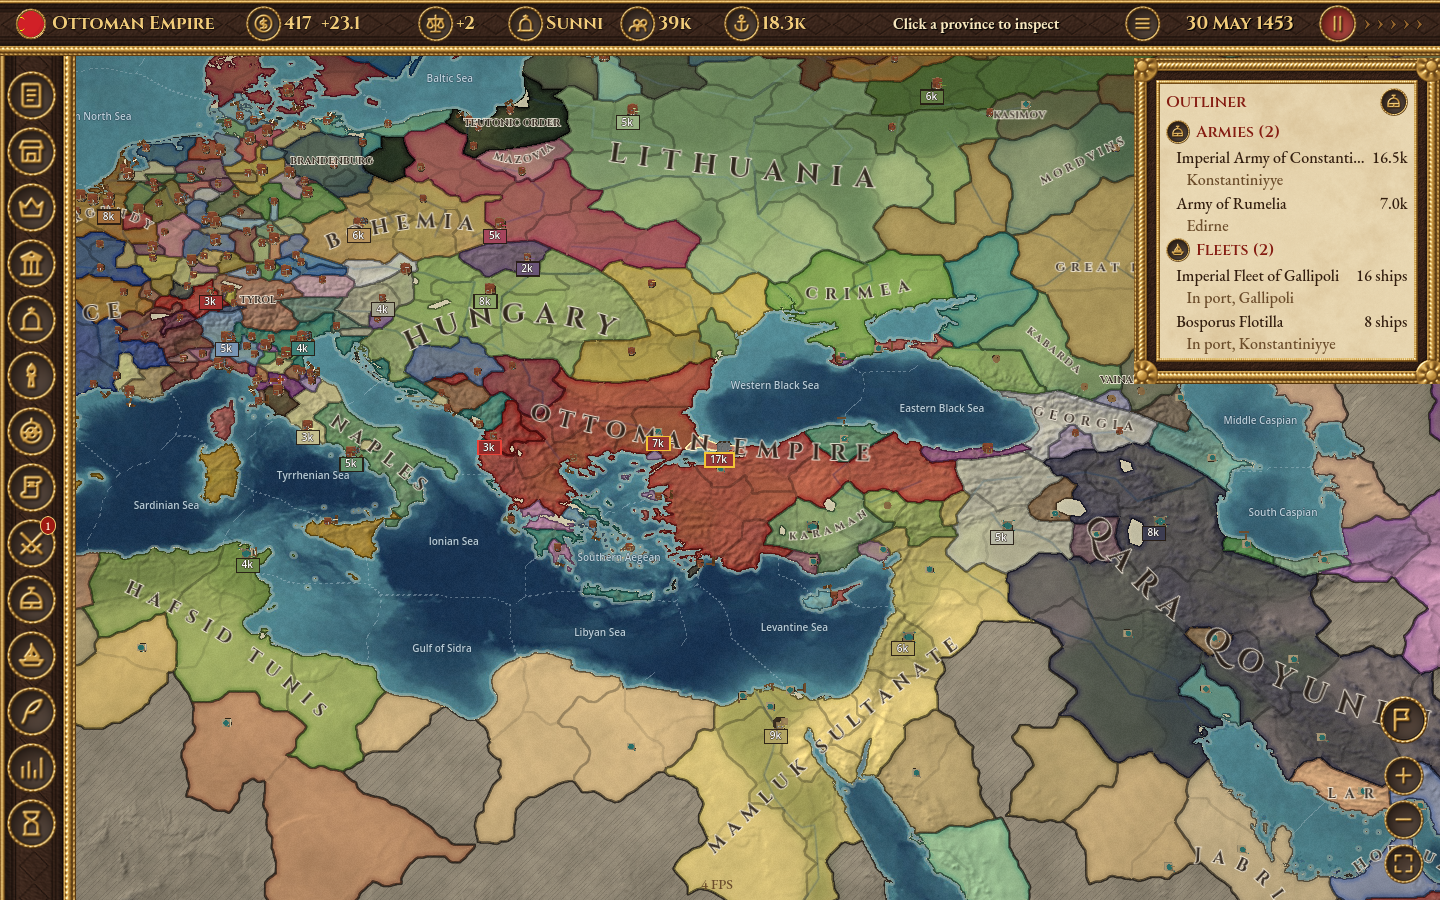 OTTOMAN EMPIRE
417 +23.1
+2
SUNNI
39K
18.3K
Click a province to inspect
30 MAY 1453
OUTLINER
ARMIES (2)
Imperial Army of Constanti... 16.5k
Konstantiniyye
Army of Rumelia 7.0k
Edirne
FLEETS (2)
Imperial Fleet of Gallipoli 16 ships
In port, Gallipoli
Bosporus Flotilla 8 ships
In port, Konstantiniyye
1
Baltic Sea
n North Sea
TEUTONIC ORDER
5k
6k
KASIMOV
BRANDENBURG
MAZOVIA
LITHUANIA
MORDVINS
8k
BOHEMIA
6k
5k
2k
GREAT
CRIMEA
TYROL
3k
CE
4k
8k
HUNGARY
5k
4k
KABARDA
Western Black Sea
Eastern Black Sea
GEORGIA
Middle Caspian
OTTOMAN EMPIRE
3k
7k
17k
3k
5k
NAPLES
Tyrrhenian Sea
Sardinian Sea
Ionian Sea
South Caspian
KARAMAN
5k
8k
Southern Aegean
4k
HAFSID TUNIS
QARA QOYUNL
Levantine Sea
Libyan Sea
Gulf of Sidra
6k
9k
MAMLUK SULTANATE
LAR
JABRI
4 FPS